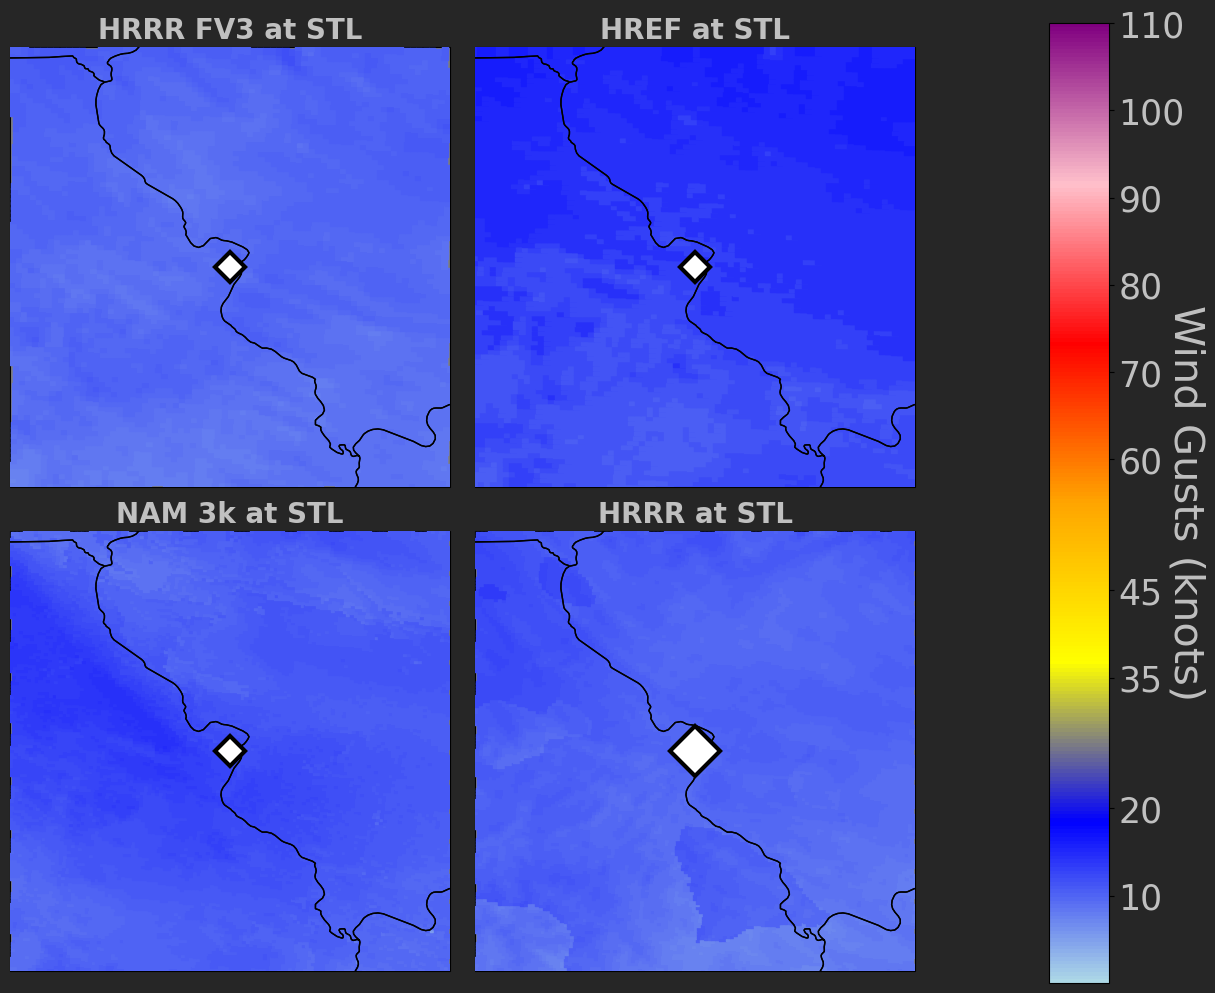 HRRR FV3 at STL
HREF at STL
NAM 3k at STL
HRRR at STL
110
100
90
80
70
60
45
35
20
10
Wind Gusts (knots)